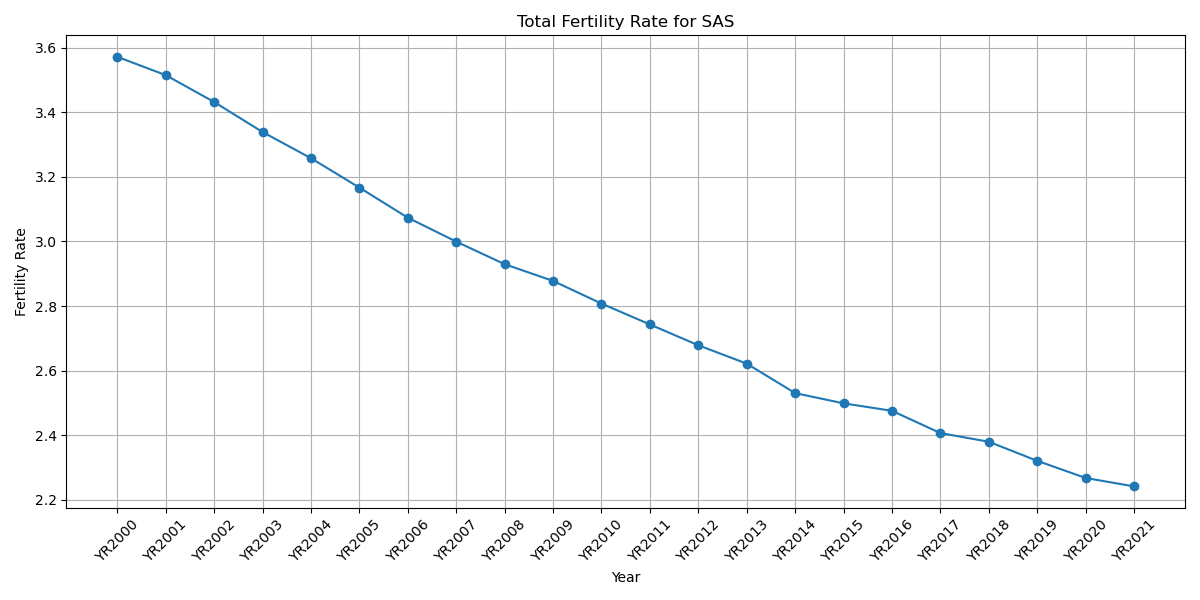 Total Fertility Rate for SAS
Fertility Rate
3.6
3.4
3.2
3.0
2.8
2.6
2.4
2.2
YR2000
YR2001
YR2002
YR2003
YR2004
YR2005
YR2006
YR2007
YR2008
YR2009
YR2010
YR2011
YR2012
YR2013
YR2014
YR2015
YR2016
YR2017
YR2018
YR2019
YR2020
YR2021
Year